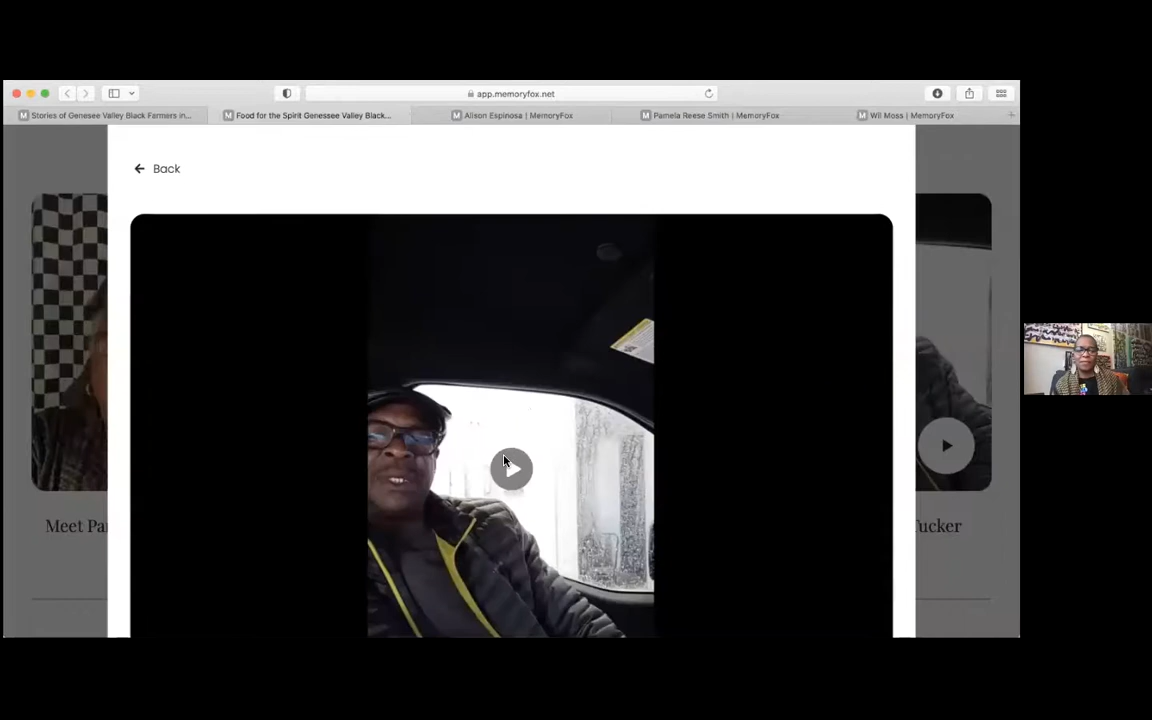 app.memoryfox.net
M Stories of Genesee Valley Black Farmers in...
M Food for the Spirit Genessee Valley Black...
M Alison Espinosa | MemoryFox
M Pamela Reese Smith | MemoryFox
M Wil Moss | MemoryFox
Back
Meet Pa
Tucker